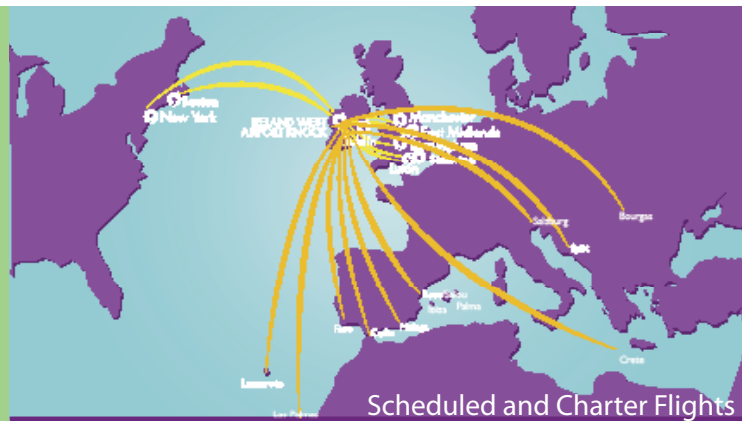 Boston
New York
IRELAND WEST
AIRPORT KNOCK
Manchester
East Midlands
Salzburg
Bourgas
Split
Ibiza
Palma
Faro
Malaga
Crete
Lanzarote
Las Palmas
Scheduled and Charter Flights